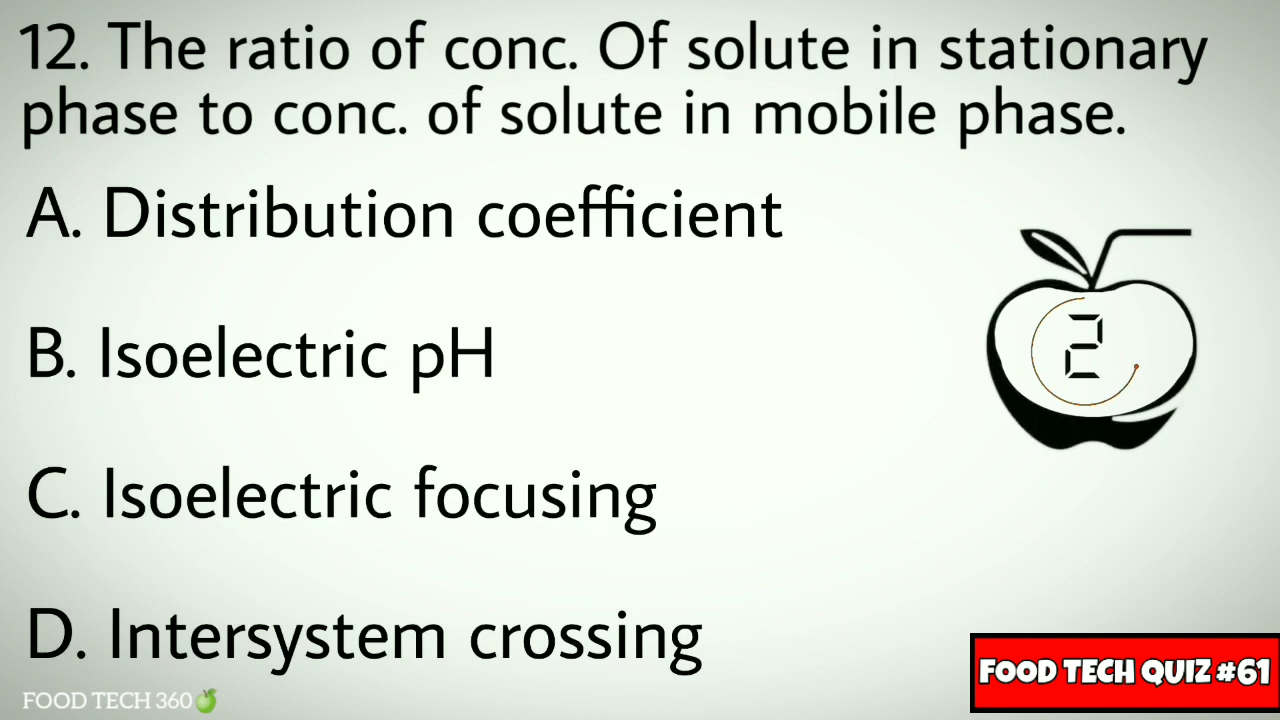 12. The ratio of conc. Of solute in stationary
phase to conc. of solute in mobile phase.
A. Distribution coefficient
B. Isoelectric pH
2
C. Isoelectric focusing
D. Intersystem crossing
FOOD TECH QUIZ #61
FOOD TECH 360